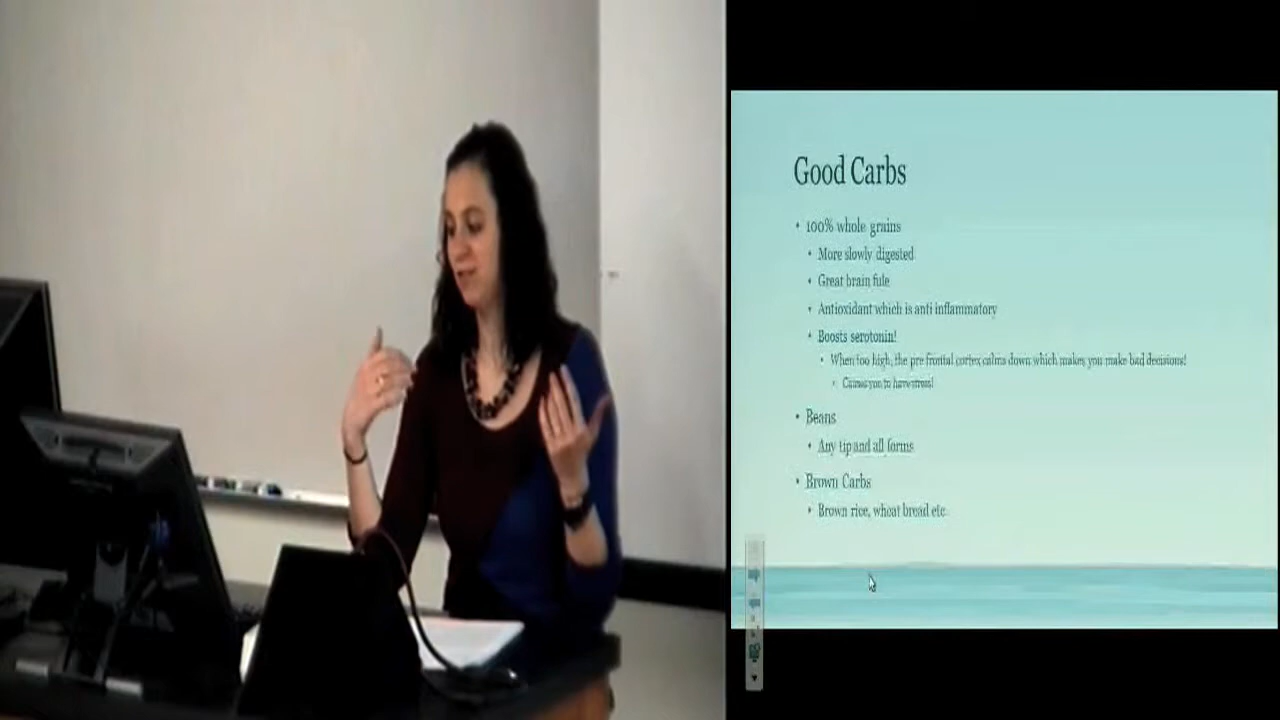 Good Carbs
• 100% whole grains
• More slowly digested
• Great brain fule
• Antioxidant which is anti inflammatory
• Boosts serotonin!
• When too high, the pre frontal cortex calms down which makes you make bad decisions!
• Causes you to have stress!
• Beans
• Any tip and all forms
• Brown Carbs
• Brown rice, wheat bread etc.